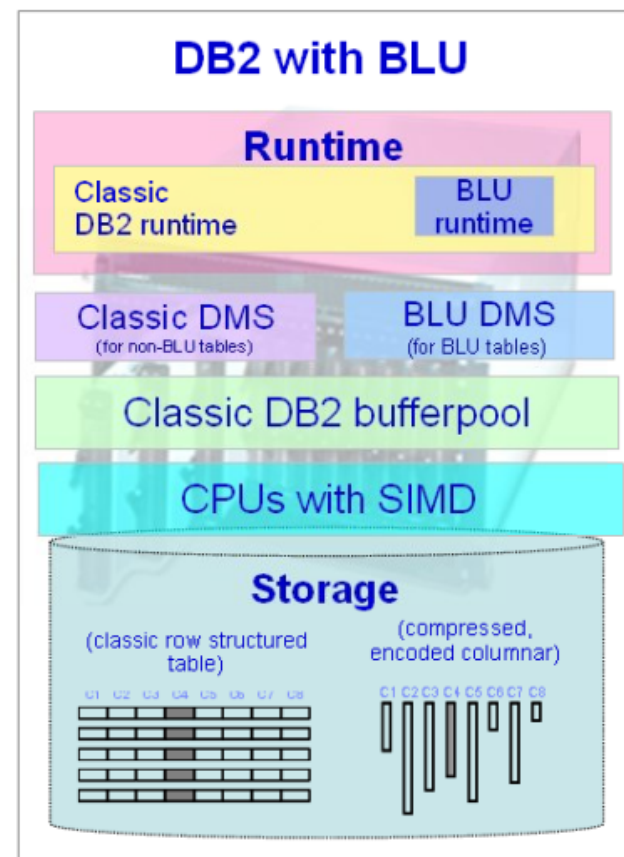 DB2 with BLU
Runtime
Classic
DB2 runtime
BLU
runtime
Classic DMS
(for non-BLU tables)
BLU DMS
(for BLU tables)
Classic DB2 bufferpool
CPUs with SIMD
Storage
(classic row structured
table)
C1 C2 C3 C4 C5 C6 C7 C8
(compressed,
encoded columnar)
C1 C2 C3 C4 C5 C6 C7 C8